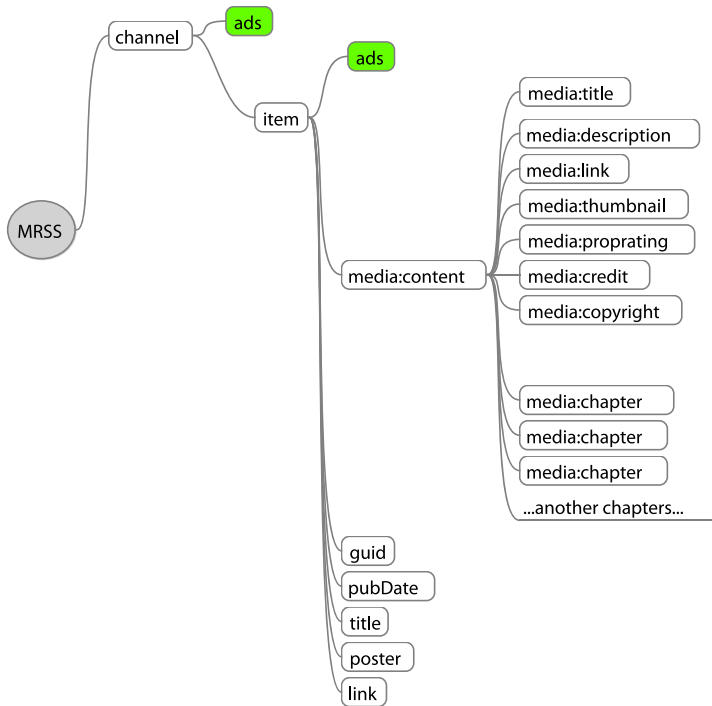 channel
ads
ads
item
MRSS
media:content
media:title
media:description
media:link
media:thumbnail
media:proprating
media:credit
media:copyright
media:chapter
media:chapter
media:chapter
...another chapters...
guid
pubDate
title
poster
link